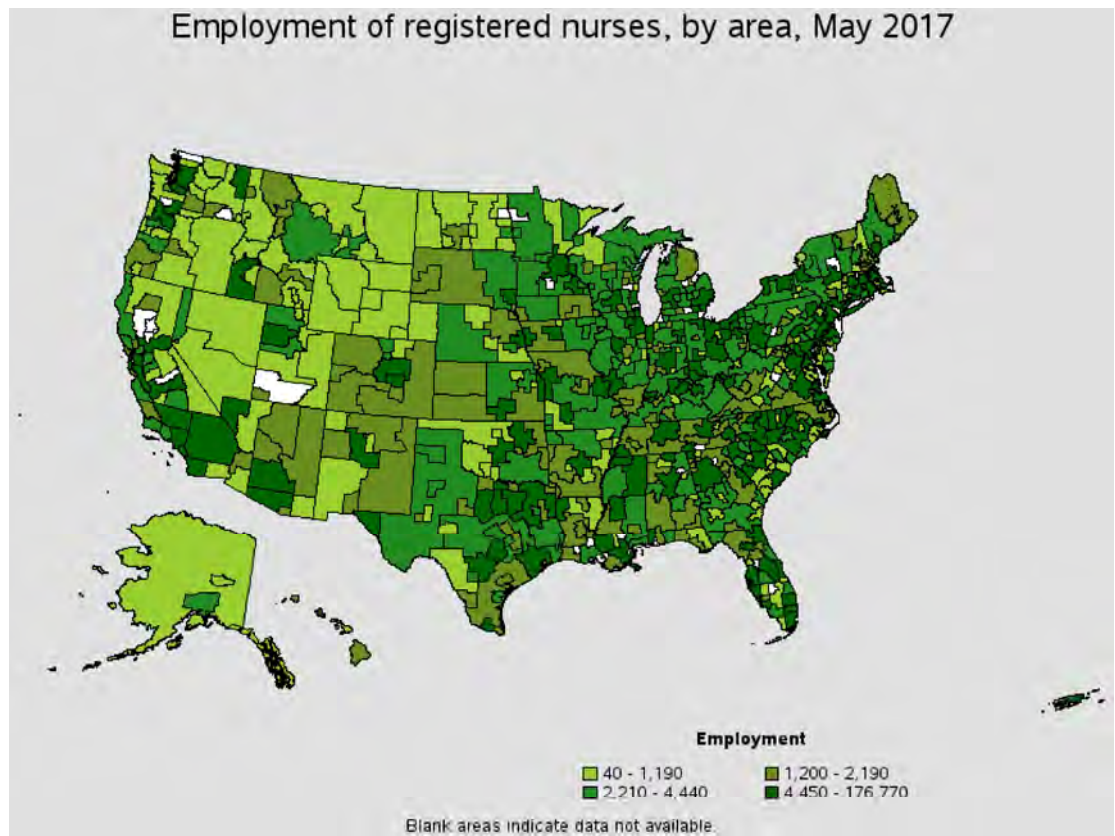 Employment of registered nurses, by area, May 2017
Employment
40 - 1,190 1,200 - 2,190
2,210 - 4,440 4,450 - 176,770
Blank areas indicate data not available.